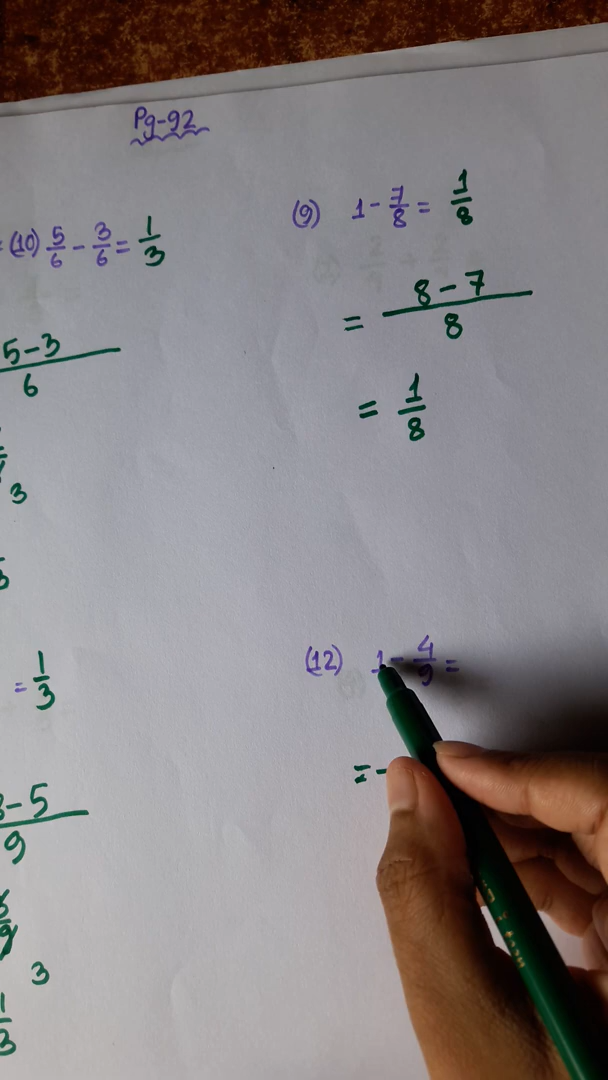 Pg-92
(10) 5/6 - 3/6 = 1/3
5-3
6
3
= 1/3
- 5
9
3
1/3
(9) 1 - 7/8 = 1/8
= (8 - 7)/8
= 1/8
(12) 1 - 4/9 =
= -